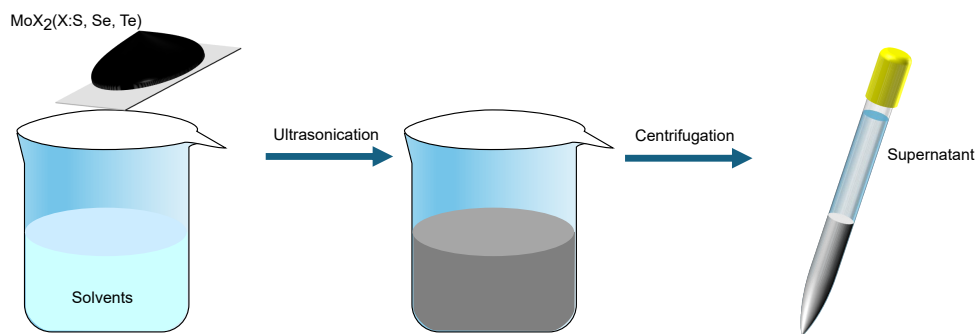 MoX₂(X:S, Se, Te)
Ultrasonication
Centrifugation
Supernatant
Solvents